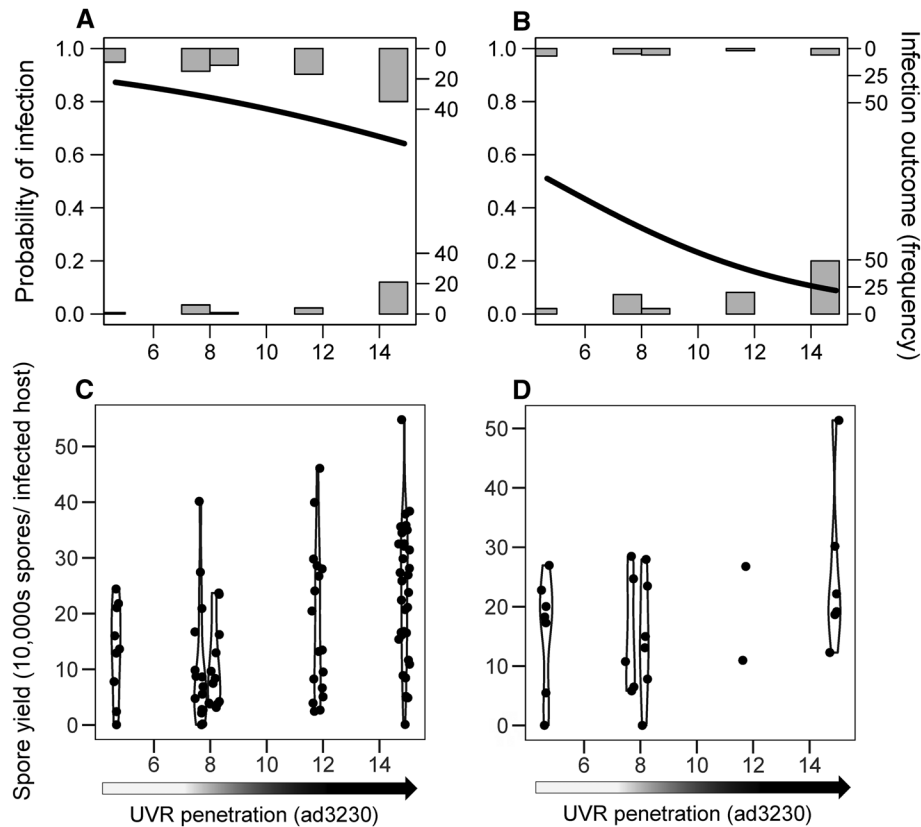 A
B
Probability of infection
1.0
0.8
0.6
0.4
0.2
0.0
0
20
40
40
20
0
6 8 10 12 14
1.0
0.8
0.6
0.4
0.2
0.0
0
25
50
50
25
0
6 8 10 12 14
Infection outcome (frequency)
C
D
Spore yield (10,000s spores/ infected host)
50
40
30
20
10
0
6 8 10 12 14
UVR penetration (ad3230)
50
40
30
20
10
0
6 8 10 12 14
UVR penetration (ad3230)